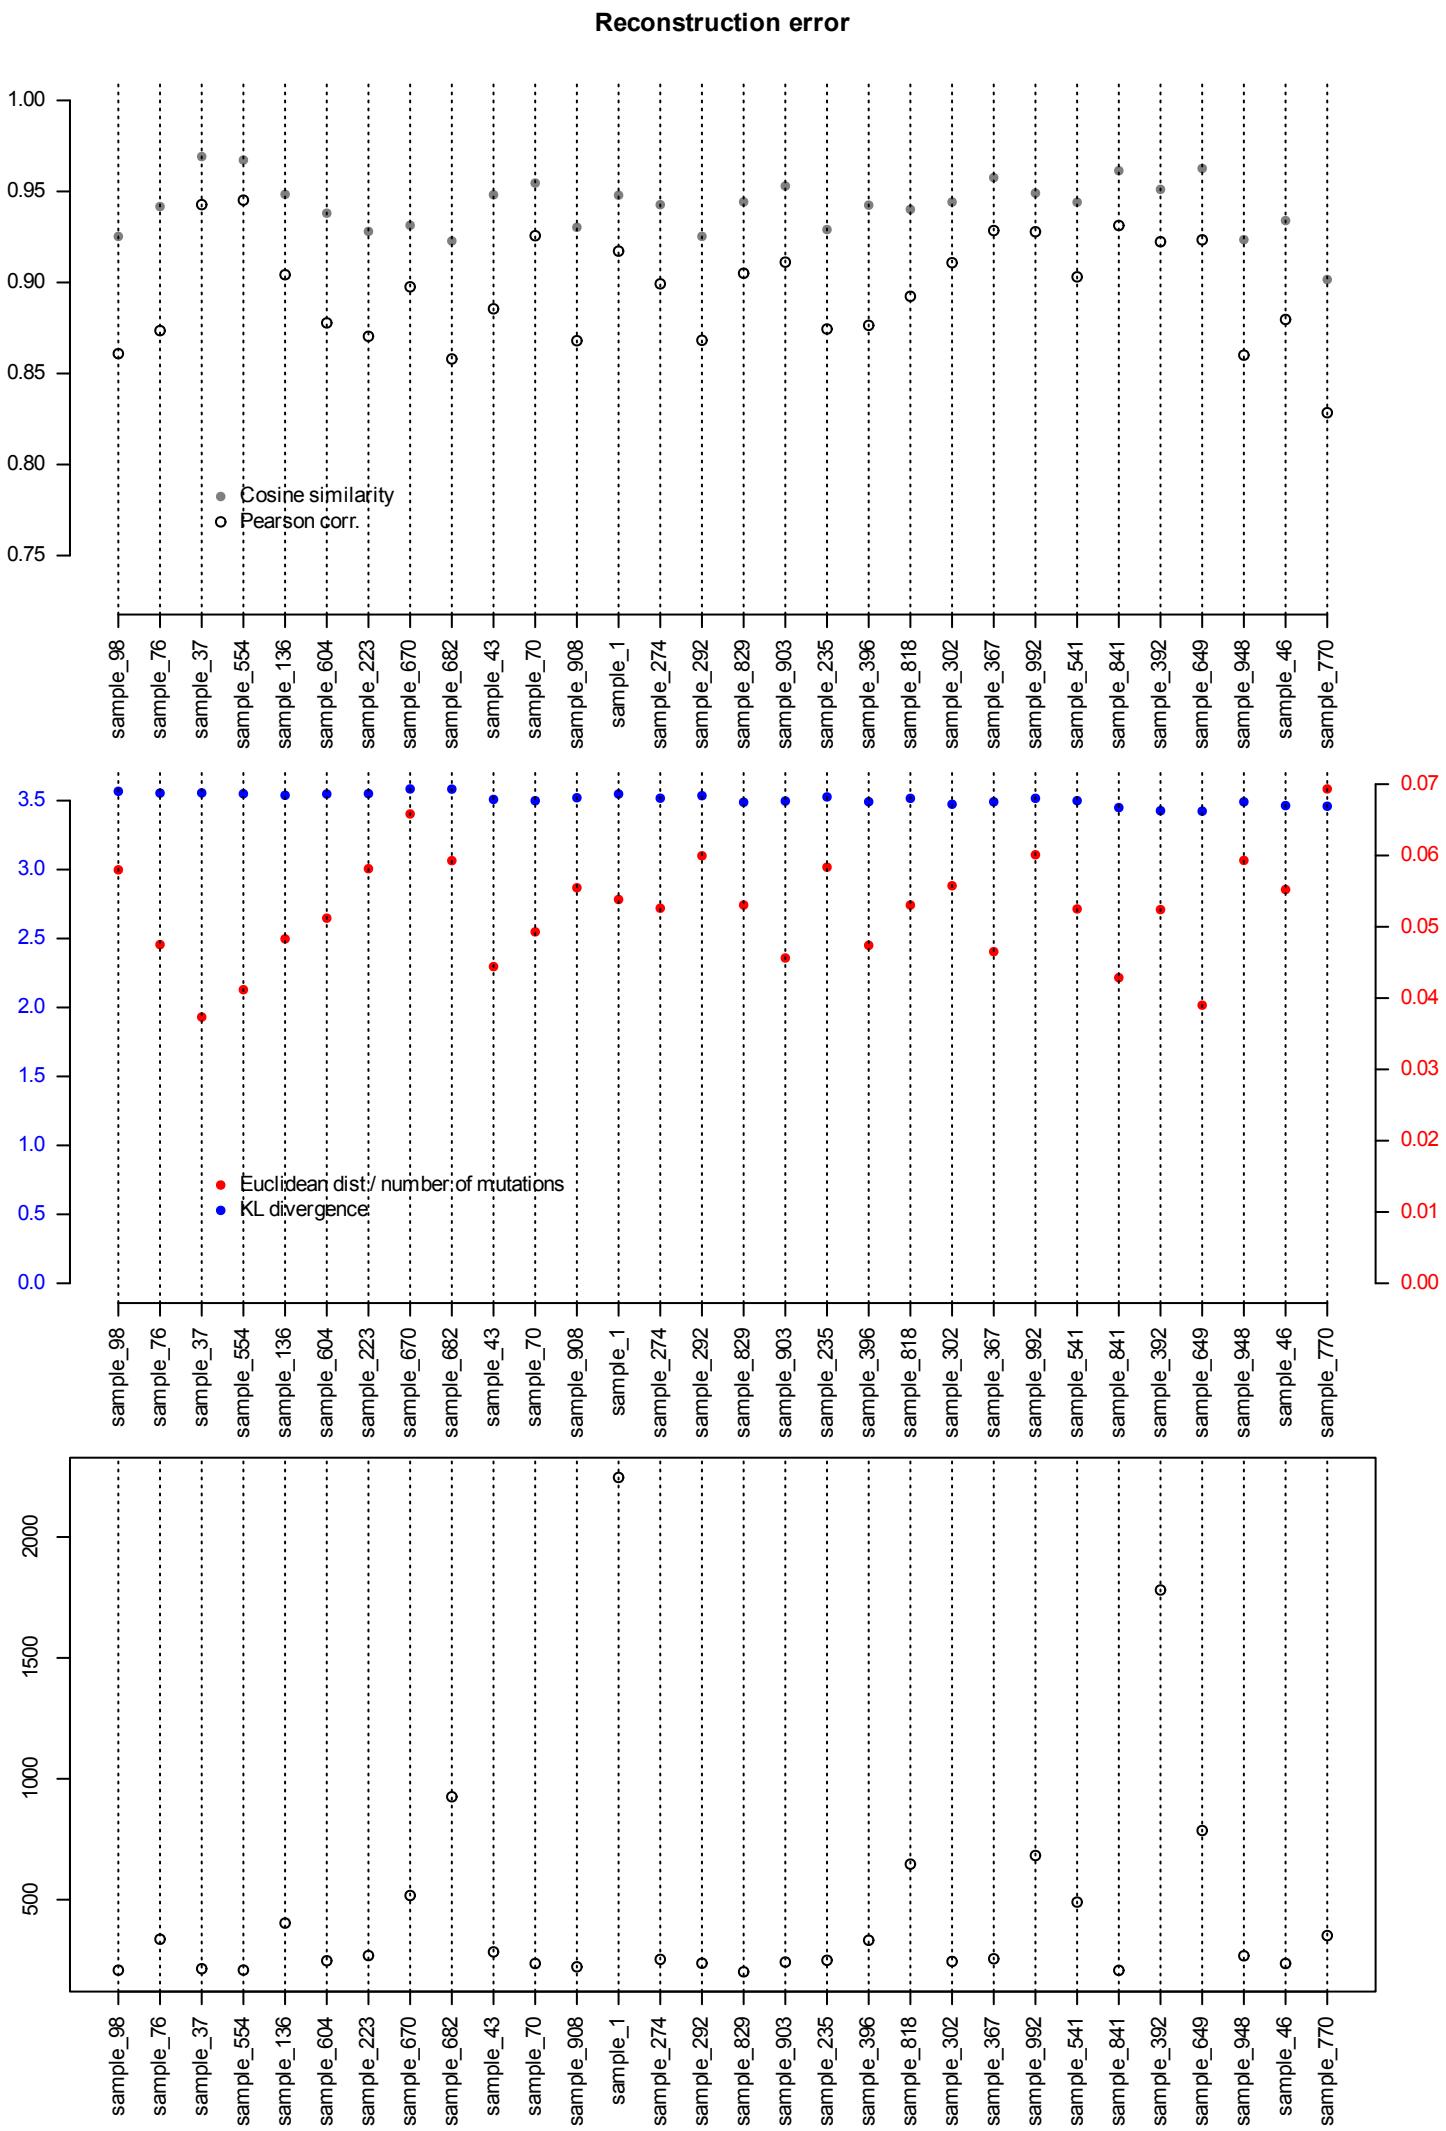 Reconstruction error
1.00
0.95
0.90
0.85
0.80
0.75
Cosine similarity
Pearson corr.
sample_98
sample_76
sample_37
sample_554
sample_136
sample_604
sample_223
sample_670
sample_682
sample_43
sample_70
sample_908
sample_1
sample_274
sample_292
sample_829
sample_903
sample_235
sample_396
sample_818
sample_302
sample_367
sample_992
sample_541
sample_841
sample_392
sample_649
sample_948
sample_46
sample_770
3.5
3.0
2.5
2.0
1.5
1.0
0.5
0.0
0.07
0.06
0.05
0.04
0.03
0.02
0.01
0.00
Euclidean dist./ number of mutations
KL divergence
sample_98
sample_76
sample_37
sample_554
sample_136
sample_604
sample_223
sample_670
sample_682
sample_43
sample_70
sample_908
sample_1
sample_274
sample_292
sample_829
sample_903
sample_235
sample_396
sample_818
sample_302
sample_367
sample_992
sample_541
sample_841
sample_392
sample_649
sample_948
sample_46
sample_770
2000
1500
1000
500
sample_98
sample_76
sample_37
sample_554
sample_136
sample_604
sample_223
sample_670
sample_682
sample_43
sample_70
sample_908
sample_1
sample_274
sample_292
sample_829
sample_903
sample_235
sample_396
sample_818
sample_302
sample_367
sample_992
sample_541
sample_841
sample_392
sample_649
sample_948
sample_46
sample_770